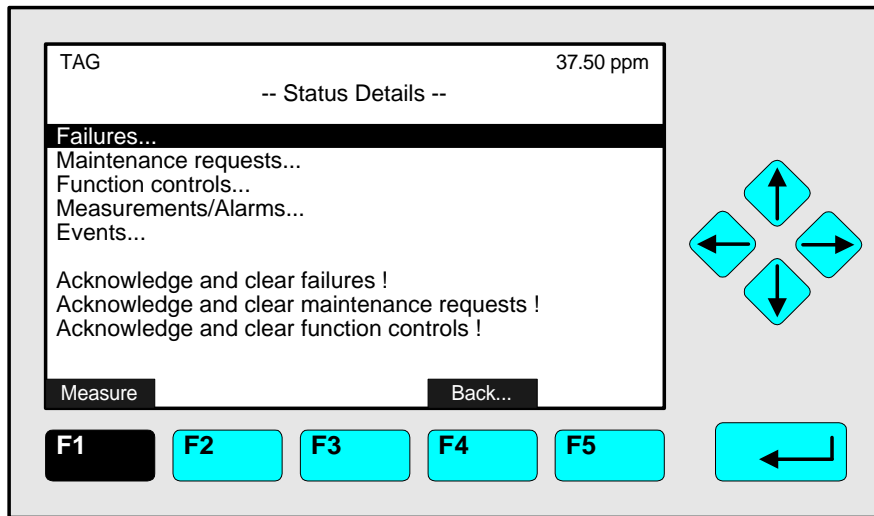 TAG 37.50 ppm
-- Status Details --
Failures...
Maintenance requests...
Function controls...
Measurements/Alarms...
Events...
Acknowledge and clear failures !
Acknowledge and clear maintenance requests !
Acknowledge and clear function controls !
Measure Back...
F1 F2 F3 F4 F5